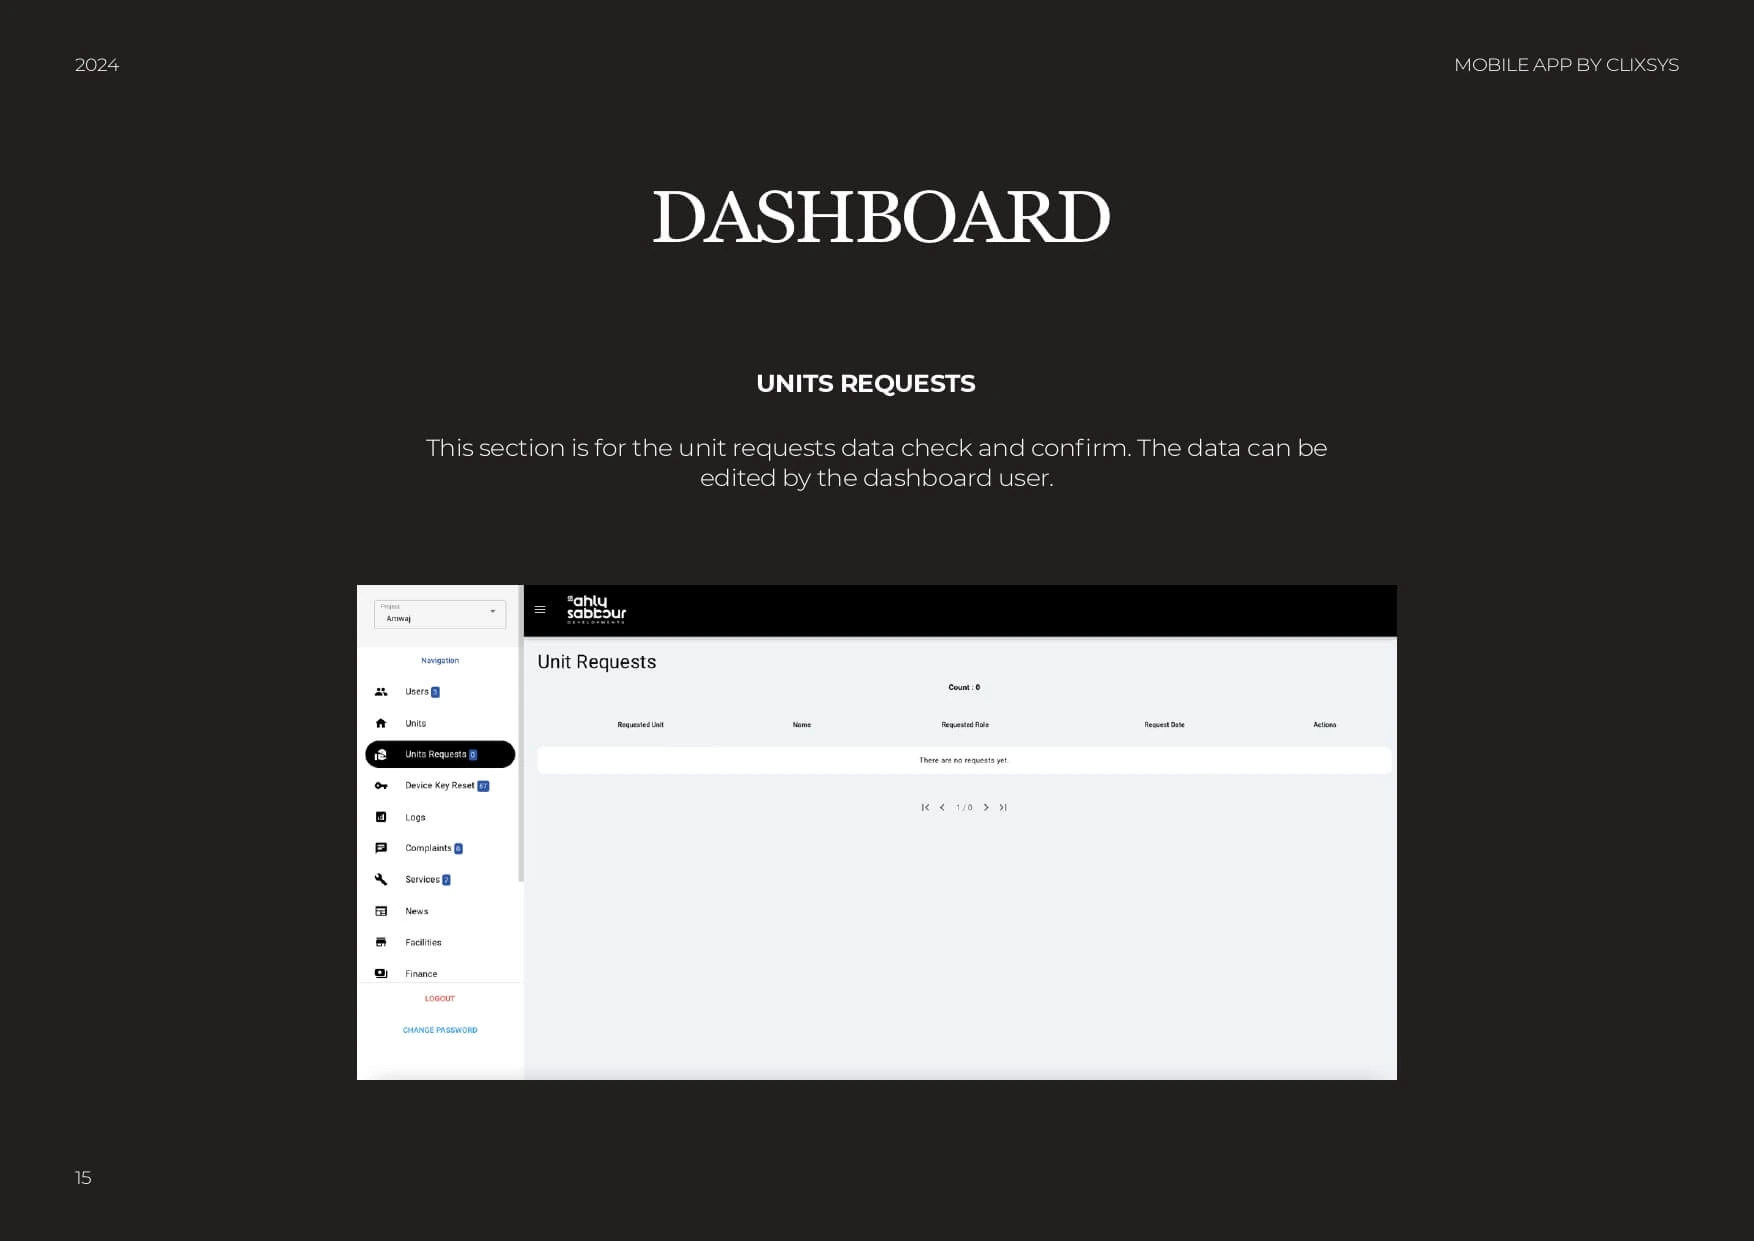 2024
MOBILE APP BY CLIXSYS
DASHBOARD
UNITS REQUESTS
This section is for the unit requests data check and confirm. The data can be
edited by the dashboard user.
Project
Amwaj
Navigation
Users
Units
Units Requests 0
Device Key Reset 67
Logs
Complaints
Services
News
Facilities
Finance
LOGOUT
CHANGE PASSWORD
ahly
sabbour
DEVELOPMENTS
Unit Requests
Count : 0
Requested Unit Name Requested Role Request Date Actions
There are no requests yet.
1 / 0
15